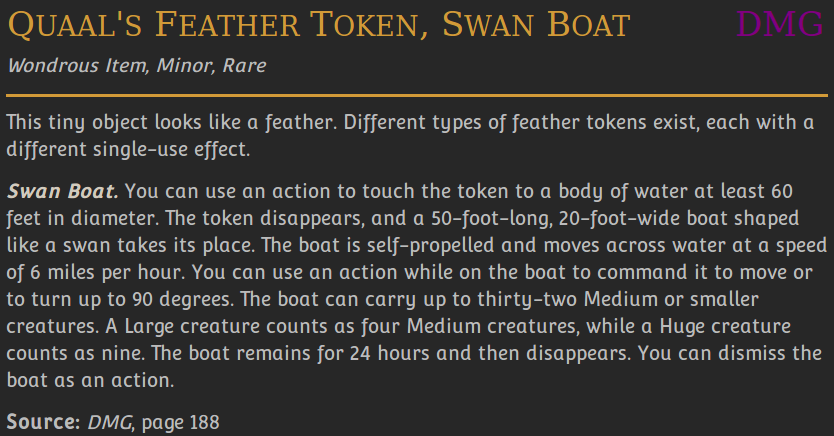 Quaal's Feather Token, Swan Boat DMG
Wondrous Item, Minor, Rare
This tiny object looks like a feather. Different types of feather tokens exist, each with a
different single-use effect.
Swan Boat. You can use an action to touch the token to a body of water at least 60
feet in diameter. The token disappears, and a 50-foot-long, 20-foot-wide boat shaped
like a swan takes its place. The boat is self-propelled and moves across water at a speed
of 6 miles per hour. You can use an action while on the boat to command it to move or
to turn up to 90 degrees. The boat can carry up to thirty-two Medium or smaller
creatures. A Large creature counts as four Medium creatures, while a Huge creature
counts as nine. The boat remains for 24 hours and then disappears. You can dismiss the
boat as an action.
Source: DMG, page 188